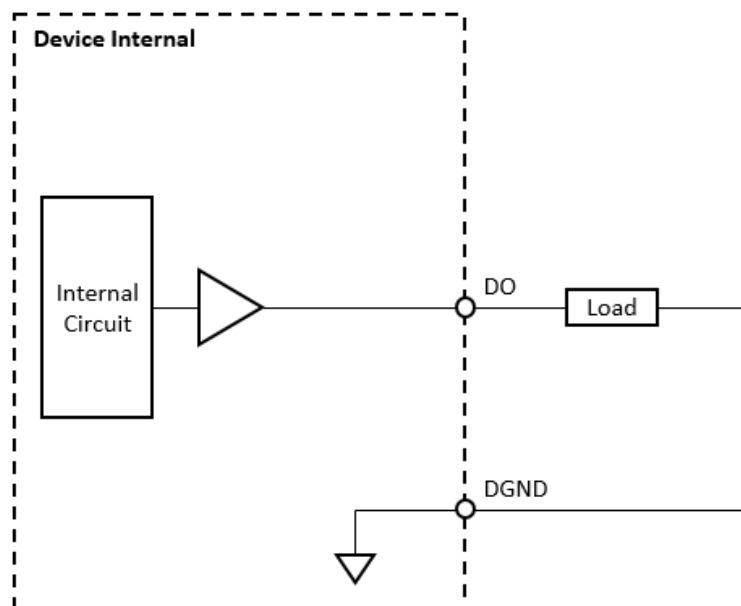 Device Internal
Internal
Circuit
DO
Load
DGND